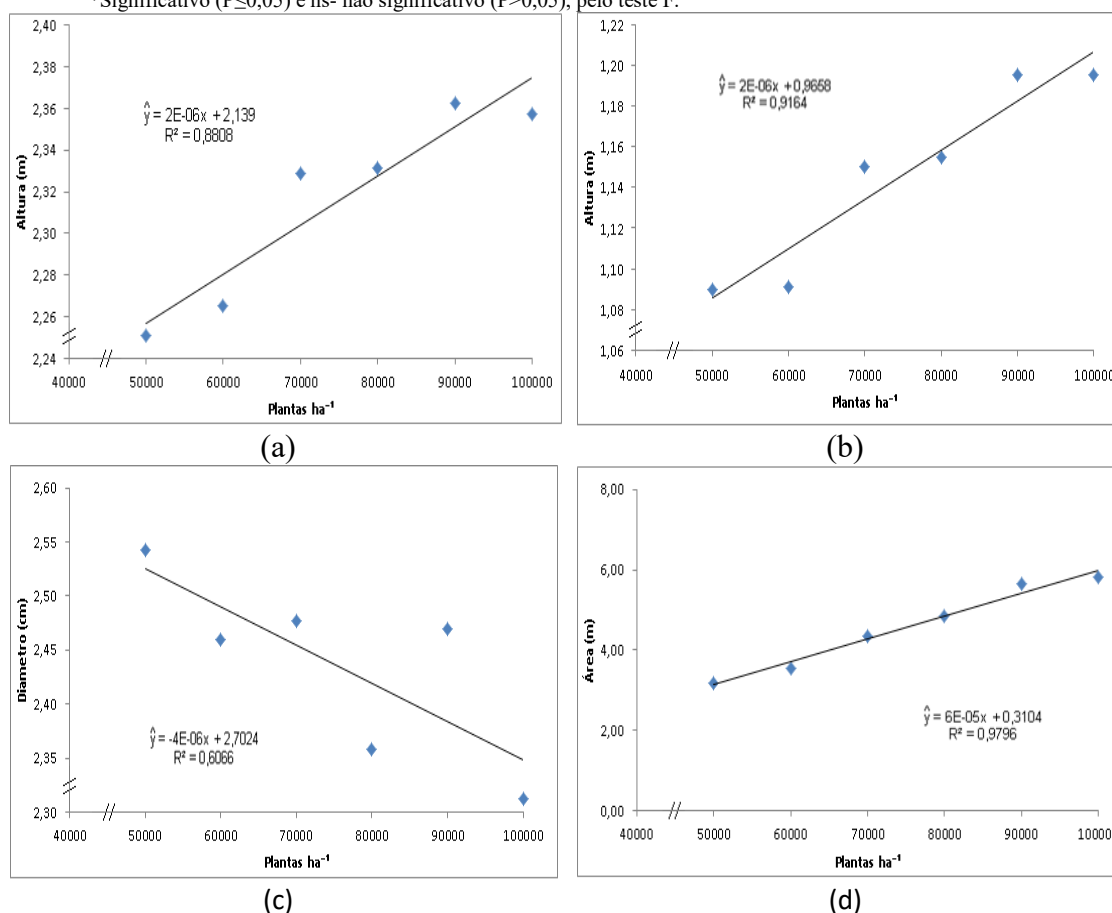 *Significativo (P≤0,05) e ns- não significativo (P>0,05), pelo teste F.
2,40
2,38
2,36
2,34
2,32
2,30
2,28
2,26
2,24
Altura (m)
ŷ = 2E-06x + 2,139
R² = 0,8808
40000 50000 60000 70000 80000 90000 100000
Plantas ha⁻¹
(a)
1,22
1,20
1,18
1,16
1,14
1,12
1,10
1,08
1,06
Altura (m)
ŷ = 2E-06x + 0,9658
R² = 0,9164
40000 50000 60000 70000 80000 90000 100000
Plantas ha⁻¹
(b)
2,60
2,55
2,50
2,45
2,40
2,35
2,30
Diametro (cm)
ŷ = -4E-06x + 2,7024
R² = 0,6066
40000 50000 60000 70000 80000 90000 100000
Plantas ha⁻¹
(c)
8,00
6,00
4,00
2,00
0,00
Área (m)
ŷ = 6E-05x + 0,3104
R² = 0,9796
40000 50000 60000 70000 80000 90000 100000
Plantas ha⁻¹
(d)